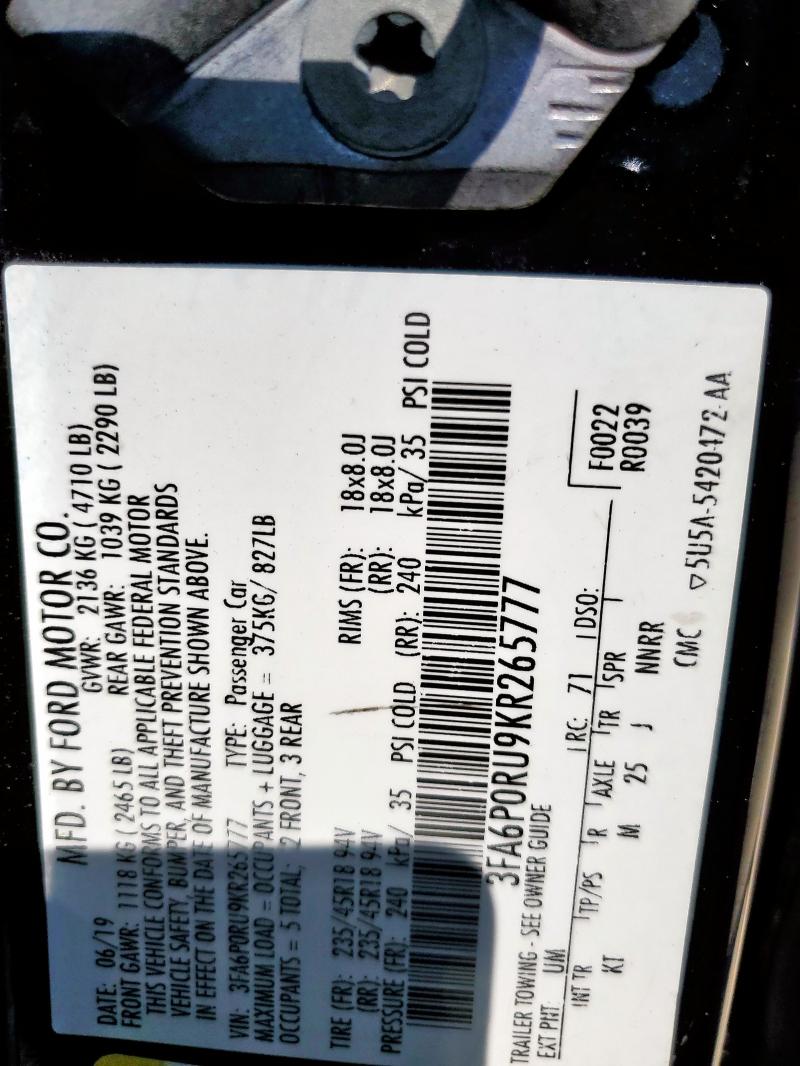 MFD. BY FORD MOTOR CO.
DATE: 06/19 GVWR: 2136 KG ( 4710 LB)
FRONT GAWR: 1118 KG ( 2465 LB) REAR GAWR: 1039 KG ( 2290 LB)
THIS VEHICLE CONFORMS TO ALL APPLICABLE FEDERAL MOTOR
VEHICLE SAFETY, BUMPER, AND THEFT PREVENTION STANDARDS
IN EFFECT ON THE DATE OF MANUFACTURE SHOWN ABOVE.
VIN: 3FA6P0RU9KR265777 TYPE: Passenger Car
MAXIMUM LOAD = OCCUPANTS + LUGGAGE = 375KG/ 827LB
OCCUPANTS = 5 TOTAL; 2 FRONT, 3 REAR
TIRE (FR): 235/45R18 94V RIMS (FR): 18x8.0J
(RR): 235/45R18 94V (RR): 18x8.0J
PRESSURE (FR): 240 kPa/ 35 PSI COLD (RR): 240 kPa/ 35 PSI COLD
3FA6P0RU9KR265777
TRAILER TOWING - SEE OWNER GUIDE
EXT PNT: UM RC: 71 DSO: F0022
R0039
INT TR TP/PS R AXLE TR SPR
KT M 25 J NNRR
CMC ▽5U5A-5420472-AA